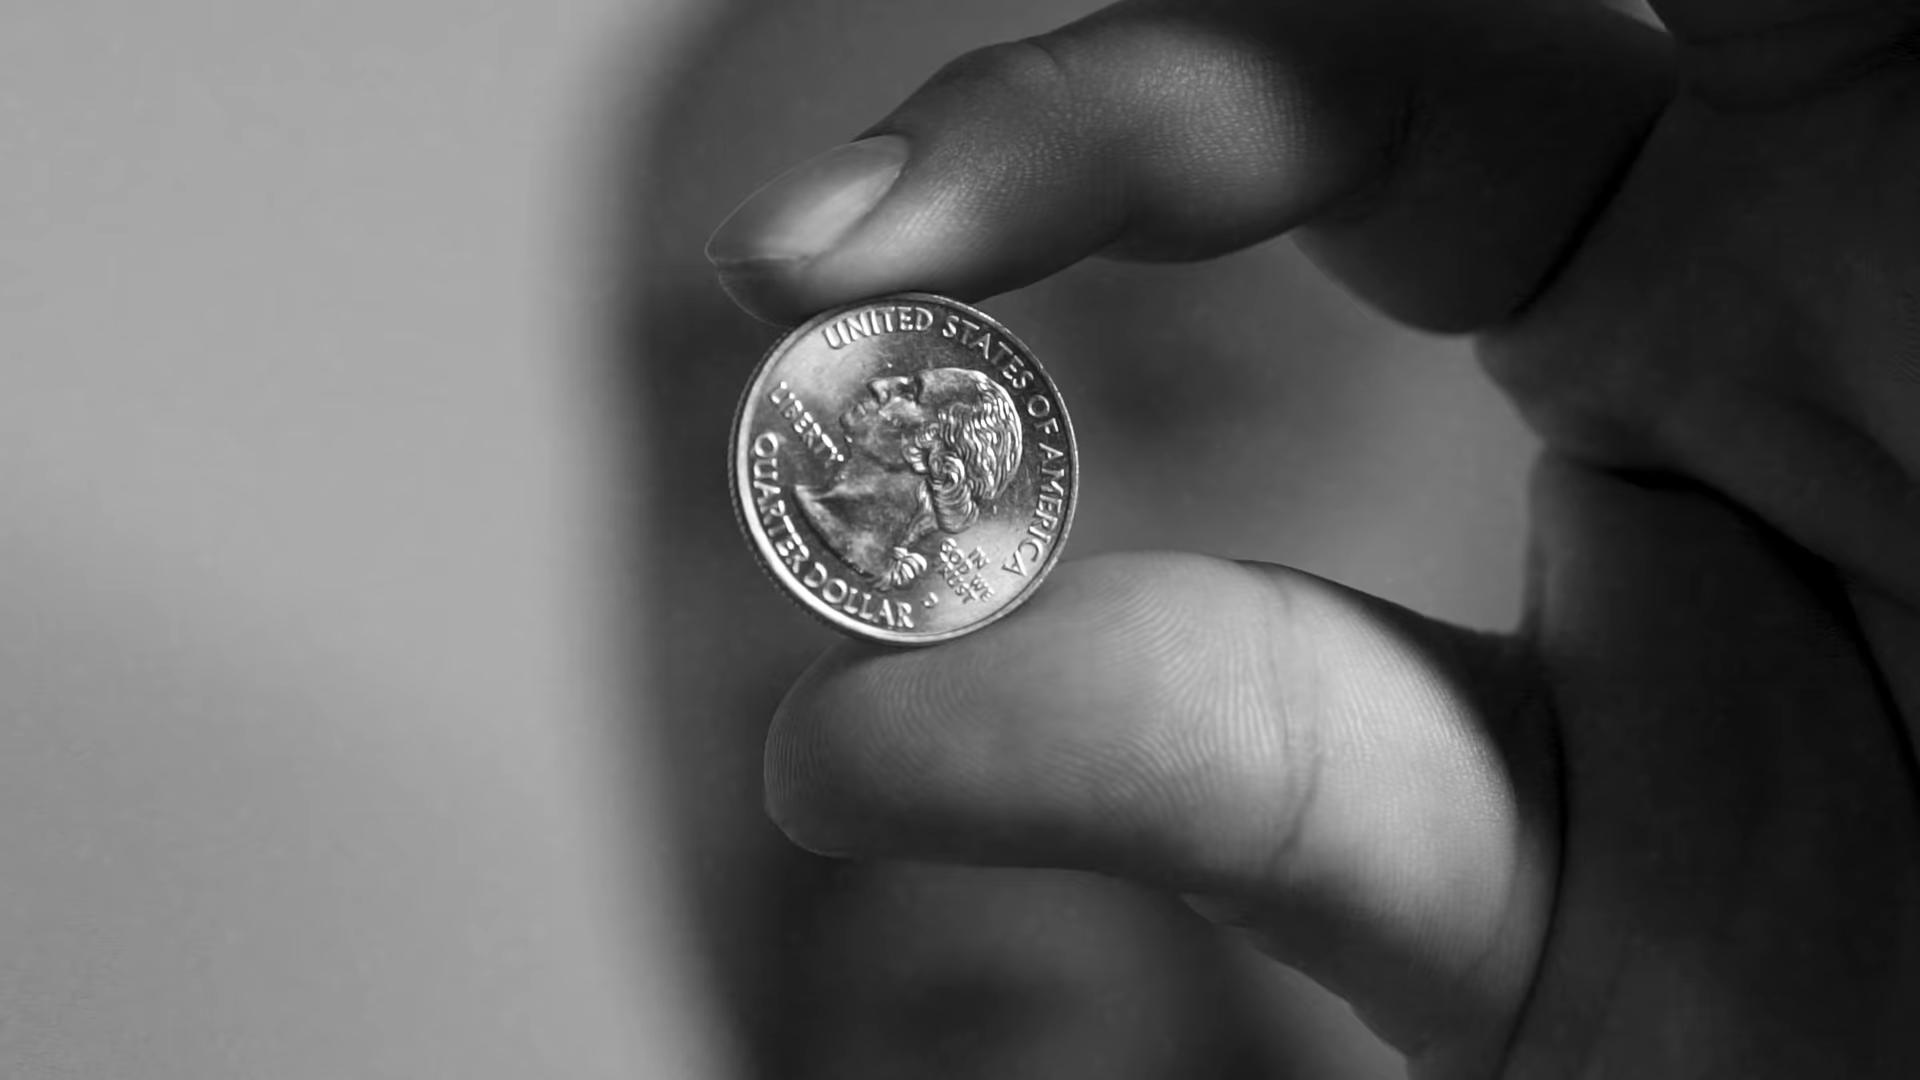 UNITED STATES OF AMERICA
LIBERTY
IN
GOD WE
TRUST
P
QUARTER DOLLAR